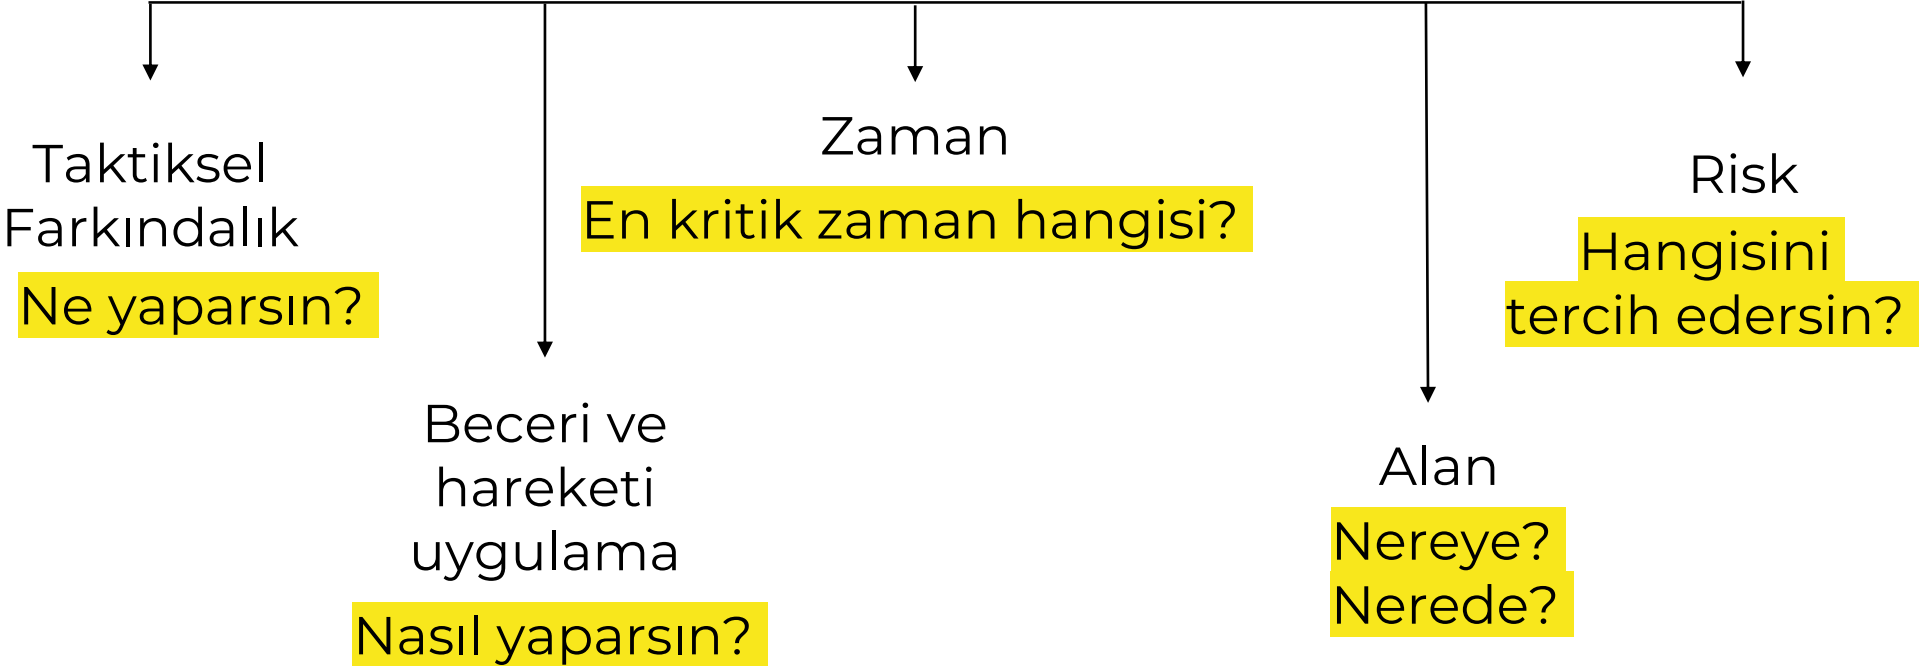 Taktiksel
Farkındalık
Ne yaparsın?
Beceri ve
hareketi
uygulama
Nasıl yaparsın?
Zaman
En kritik zaman hangisi?
Alan
Nereye?
Nerede?
Risk
Hangisini
tercih edersin?